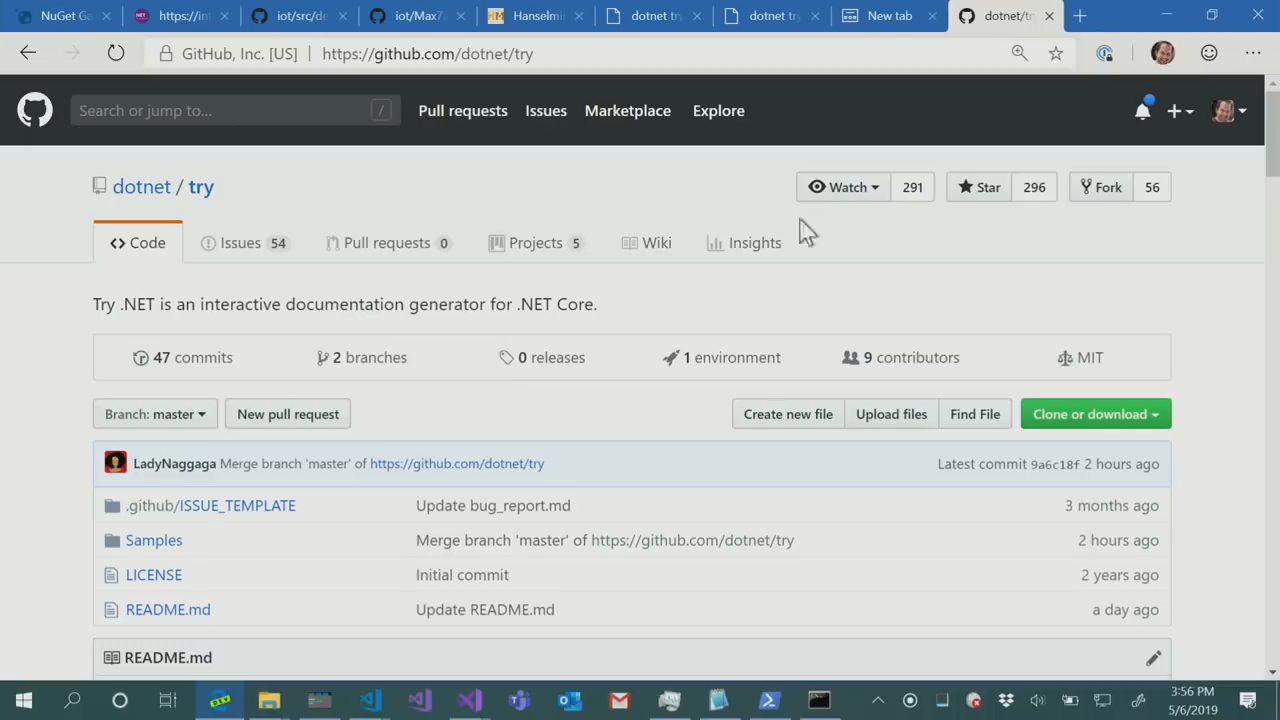 NuGet Ga
https://in
iot/src/de
iot/Max72
Hanselmin
dotnet try
dotnet try
New tab
dotnet/tr
GitHub, Inc. [US]
https://github.com/dotnet/try
Search or jump to...
/
Pull requests
Issues
Marketplace
Explore
dotnet / try
Watch
291
Star
296
Fork
56
Code
Issues 54
Pull requests 0
Projects 5
Wiki
Insights
Try .NET is an interactive documentation generator for .NET Core.
47 commits
2 branches
0 releases
1 environment
9 contributors
MIT
Branch: master
New pull request
Create new file
Upload files
Find File
Clone or download
LadyNaggaga Merge branch 'master' of https://github.com/dotnet/try
Latest commit 9a6c18f 2 hours ago
.github/ISSUE_TEMPLATE
Update bug_report.md
3 months ago
Samples
Merge branch 'master' of https://github.com/dotnet/try
2 hours ago
LICENSE
Initial commit
2 years ago
README.md
Update README.md
a day ago
README.md
3:56 PM
5/6/2019